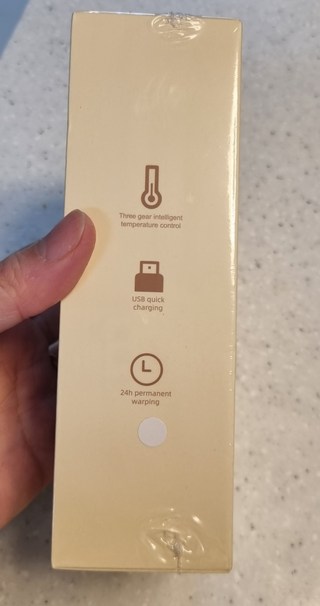 Three gear intelligent
temperature control
USB quick
charging
24h permanent
warping